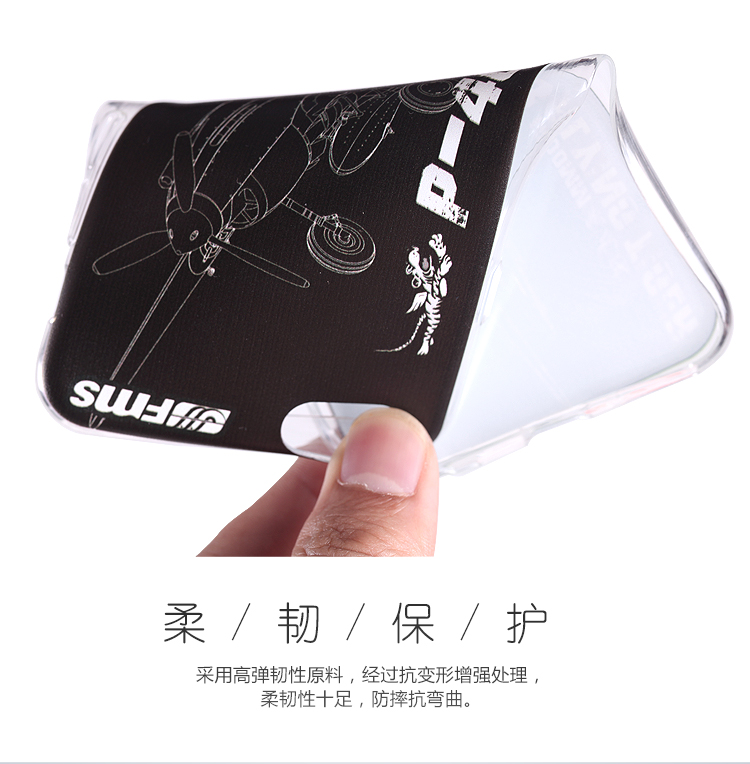 P-40
FMS
柔 / 韧 / 保 / 护
采用高弹韧性原料，经过抗变形增强处理，
柔韧性十足，防摔抗弯曲。